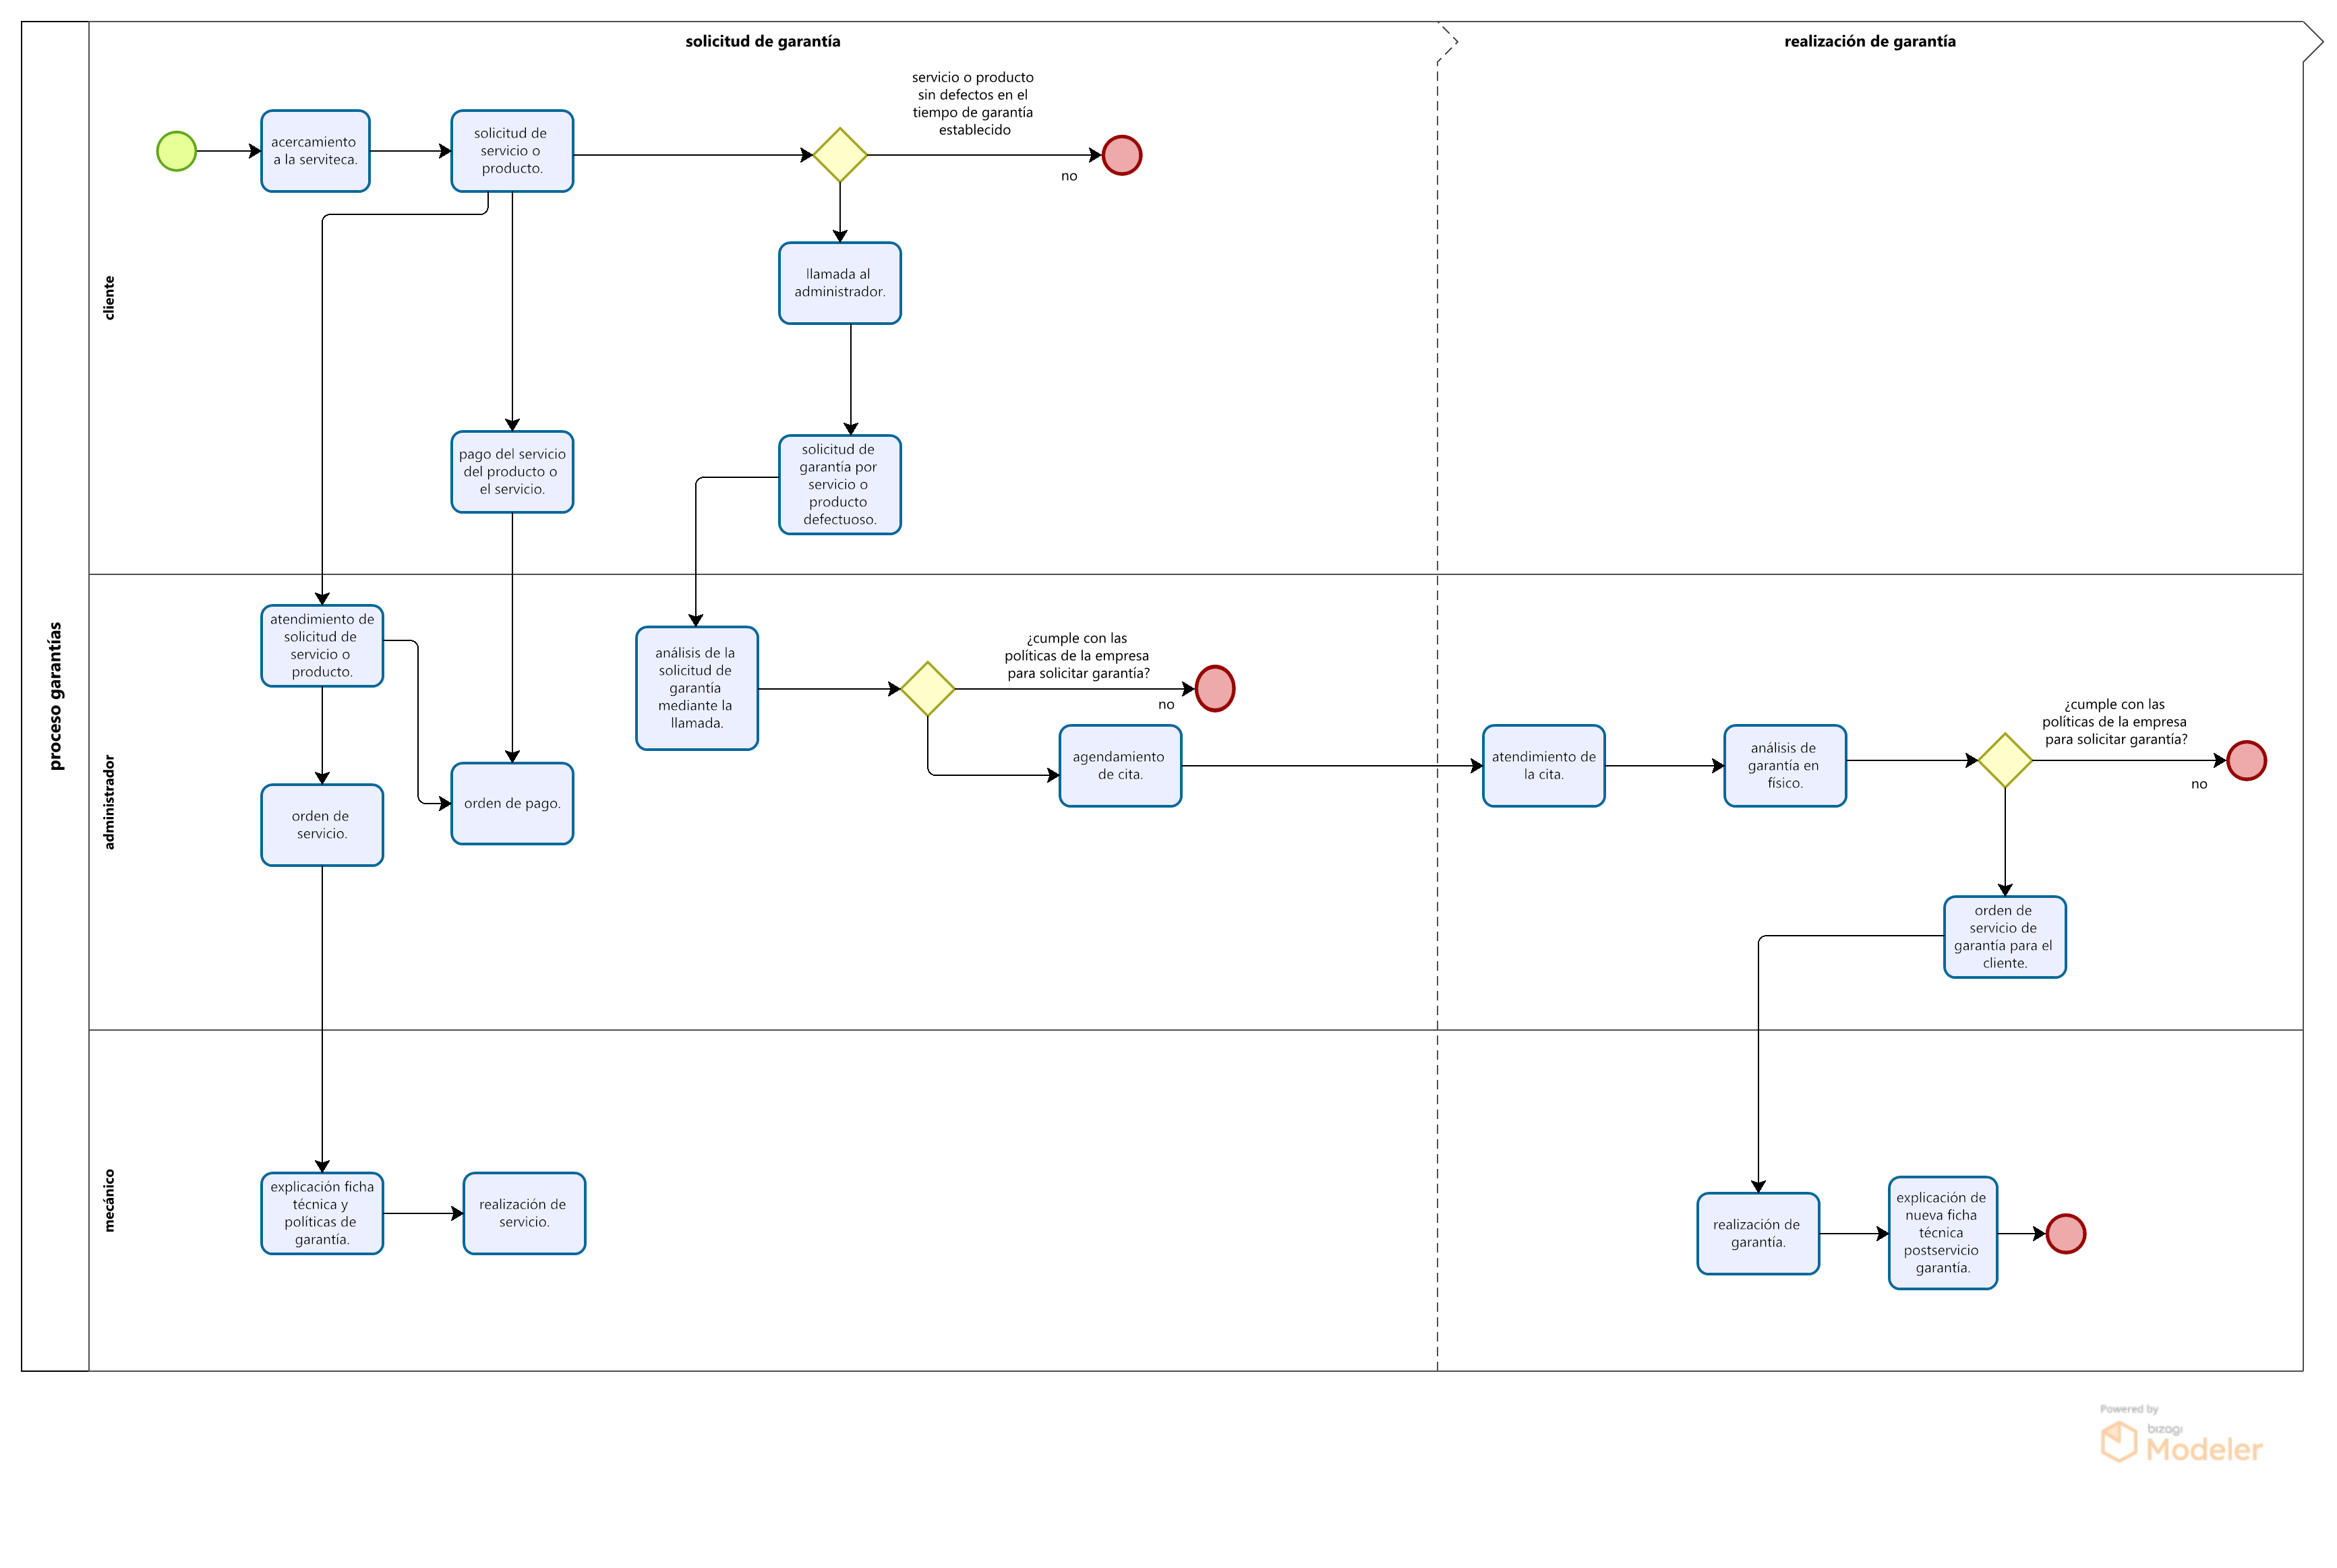 solicitud de garantía
realización de garantía
proceso garantías
cliente
acercamiento
a la serviteca.
solicitud de
servicio o
producto.
servicio o producto
sin defectos en el
tiempo de garantía
establecido
no
llamada al
administrador.
pago del servicio
del producto o
el servicio.
solicitud de
garantía por
servicio o
producto
defectuoso.
administrador
atendimiento de
solicitud de
servicio o
producto.
orden de
servicio.
orden de pago.
análisis de la
solicitud de
garantía
mediante la
llamada.
¿cumple con las
políticas de la empresa
para solicitar garantía?
no
agendamiento
de cita.
atendimiento de
la cita.
análisis de
garantía en
físico.
¿cumple con las
políticas de la empresa
para solicitar garantía?
no
orden de
servicio de
garantía para el
cliente.
mecánico
explicación ficha
técnica y
políticas de
garantía.
realización de
servicio.
realización de
garantía.
explicación de
nueva ficha
técnica
postservicio
garantía.
Powered by
bizagi
Modeler